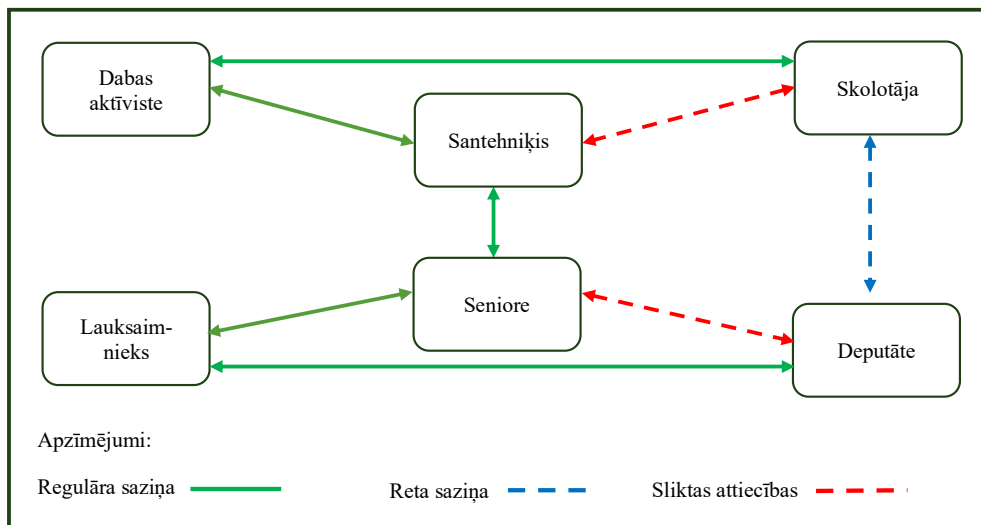 Dabas
aktīviste
Skolotāja
Santehniķis
Seniore
Lauksaim-
nieks
Deputāte
Apzīmējumi:
Regulāra saziņa
Reta saziņa
Sliktas attiecības